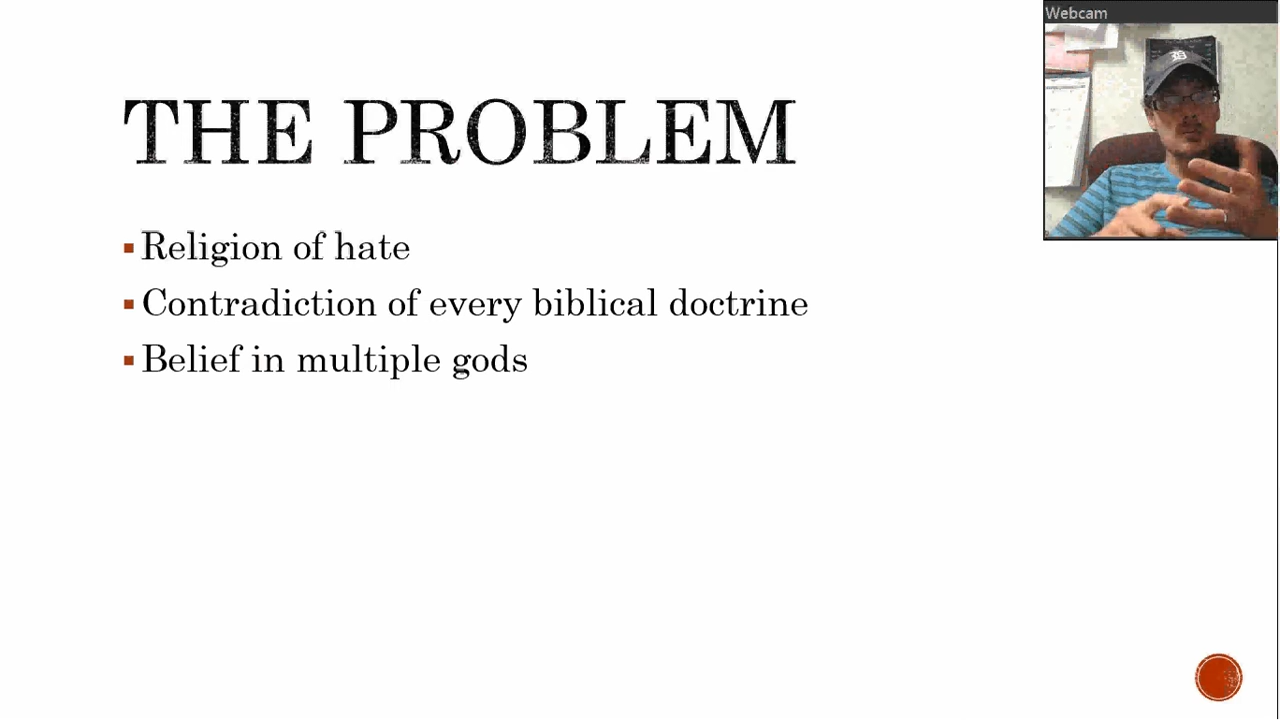 Webcam
THE PROBLEM
Religion of hate
Contradiction of every biblical doctrine
Belief in multiple gods